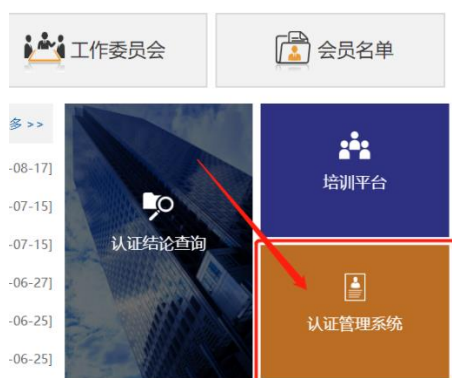 工作委员会
会员名单
多 >>
-08-17]
-07-15]
-07-15]
-06-27]
-06-25]
-06-25]
认证结论查询
培训平台
认证管理系统